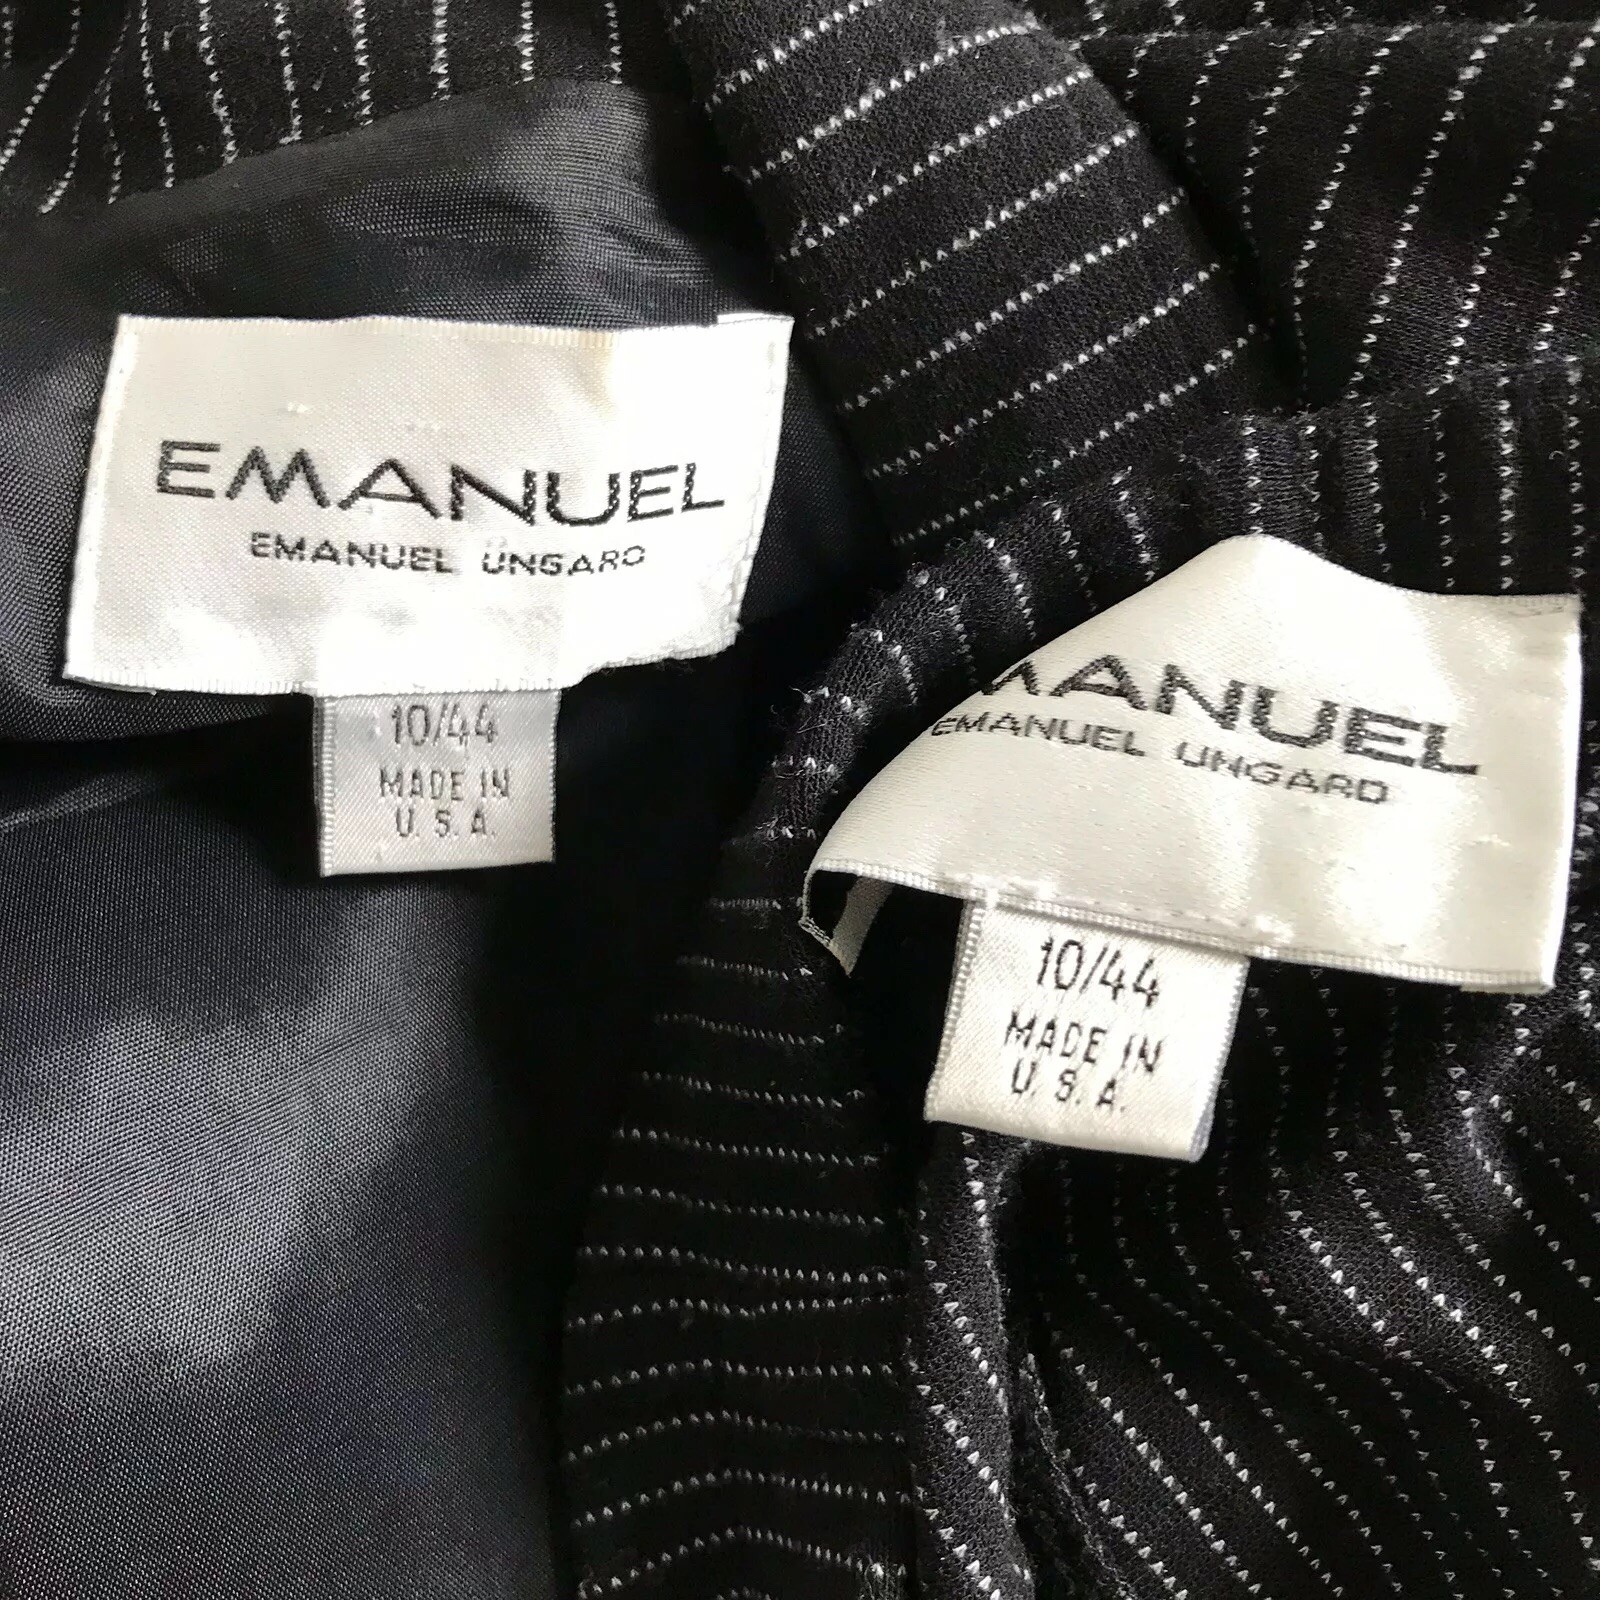 EMANUEL
EMANUEL UNGARO
10/44
MADE IN
U.S.A.
MANUEL
EMANUEL UNGARO
10/44
MADE IN
U.S.A.